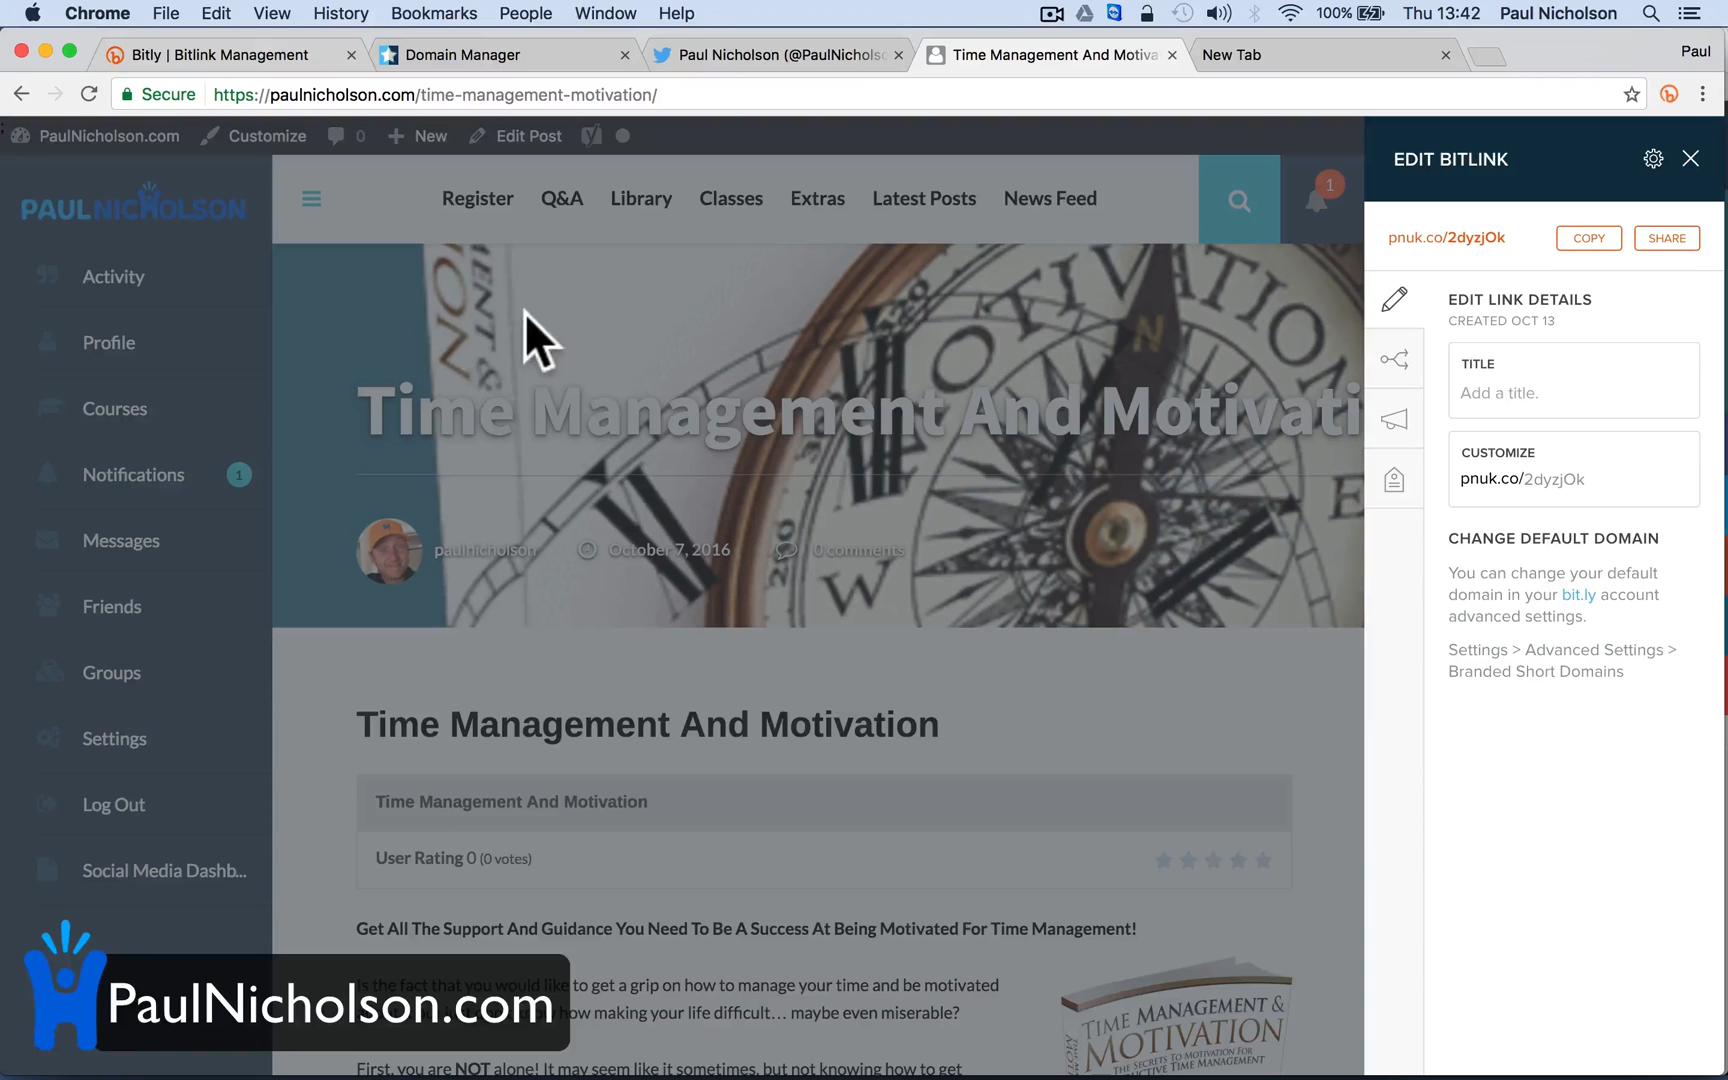 Chrome File Edit View History Bookmarks People Window Help 100% Thu 13:42 Paul Nicholson
Bitly | Bitlink Management Domain Manager Paul Nicholson (@PaulNichols Time Management And Motiva New Tab Paul
Secure https://paulnicholson.com/time-management-motivation/
PaulNicholson.com Customize 0 New Edit Post
PAULNICHOLSON
Activity
Profile
Courses
Notifications 1
Messages
Friends
Groups
Settings
Log Out
Social Media Dashb...
Register Q&A Library Classes Extras Latest Posts News Feed 1
Time Management And Motivati
paulnicholson October 7, 2016 0 comments
Time Management And Motivation
Time Management And Motivation
User Rating 0 (0 votes)
Get All The Support And Guidance You Need To Be A Success At Being Motivated For Time Management!
Is the fact that you would like to get a grip on how to manage your time and be motivated
how making your life difficult… maybe even miserable?
First, you are NOT alone! It may seem like it sometimes, but not knowing how to get
TIME MANAGEMENT &
MOTIVATION
THE SECRETS TO MOTIVATION FOR
TIME MANAGEMENT
PaulNicholson.com
EDIT BITLINK
pnuk.co/2dyzjOk COPY SHARE
EDIT LINK DETAILS
CREATED OCT 13
TITLE
Add a title.
CUSTOMIZE
pnuk.co/2dyzjOk
CHANGE DEFAULT DOMAIN
You can change your default
domain in your bit.ly account
advanced settings.
Settings > Advanced Settings >
Branded Short Domains